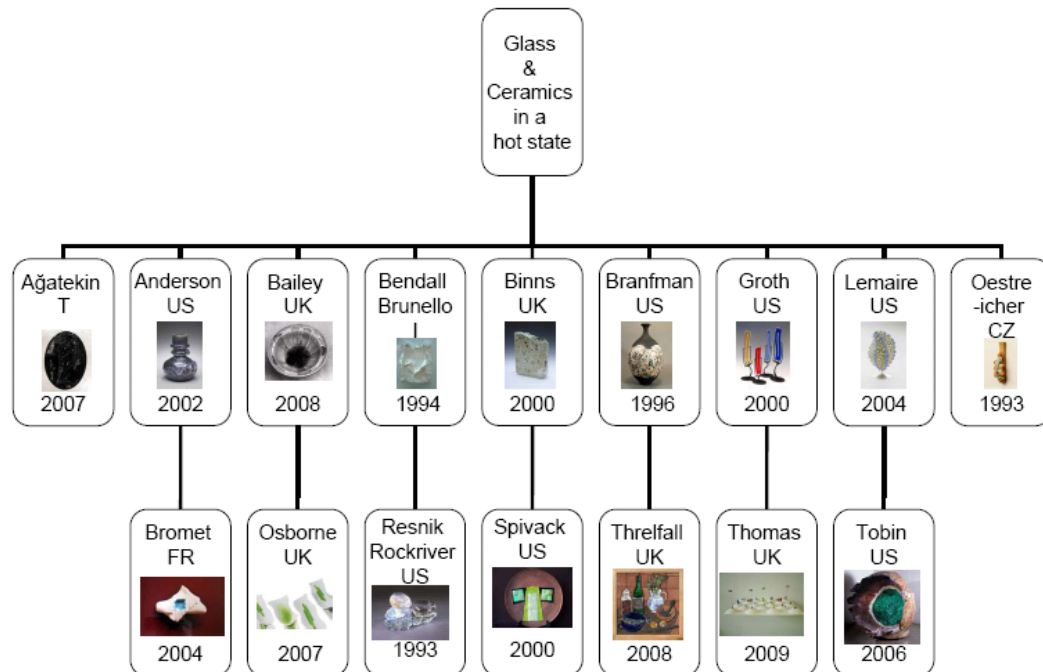 Glass
&
Ceramics
in a
hot state
Ağatekin
T
2007
Anderson
US
2002
Bailey
UK
2008
Bendall
Brunello
I
1994
Binns
UK
2000
Branfman
US
1996
Groth
US
2000
Lemaire
US
2004
Oestre
-icher
CZ
1993
Bromet
FR
2004
Osborne
UK
2007
Resnik
Rockriver
US
1993
Spivack
US
2000
Threlfall
UK
2008
Thomas
UK
2009
Tobin
US
2006